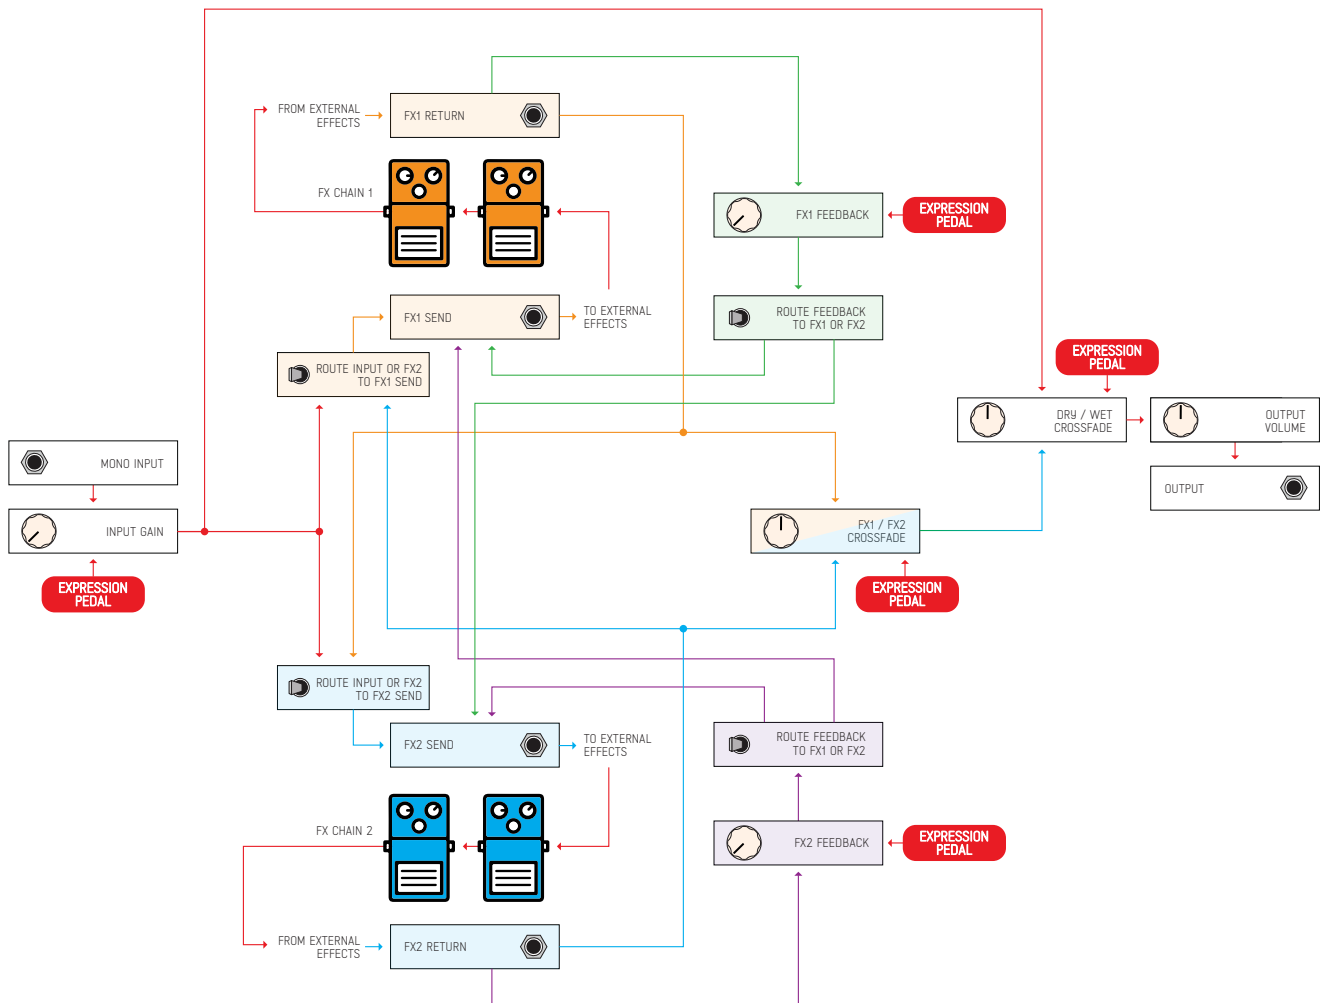 FROM EXTERNAL
EFFECTS
FX1 RETURN
FX CHAIN 1
FX1 FEEDBACK
EXPRESSION
PEDAL
FX1 SEND
TO EXTERNAL
EFFECTS
ROUTE FEEDBACK
TO FX1 OR FX2
ROUTE INPUT OR FX2
TO FX1 SEND
EXPRESSION
PEDAL
DRY / WET
CROSSFADE
OUTPUT
VOLUME
MONO INPUT
OUTPUT
INPUT GAIN
FX1 / FX2
CROSSFADE
EXPRESSION
PEDAL
EXPRESSION
PEDAL
ROUTE INPUT OR FX2
TO FX2 SEND
FX2 SEND
TO EXTERNAL
EFFECTS
ROUTE FEEDBACK
TO FX1 OR FX2
FX CHAIN 2
FX2 FEEDBACK
EXPRESSION
PEDAL
FROM EXTERNAL
EFFECTS
FX2 RETURN